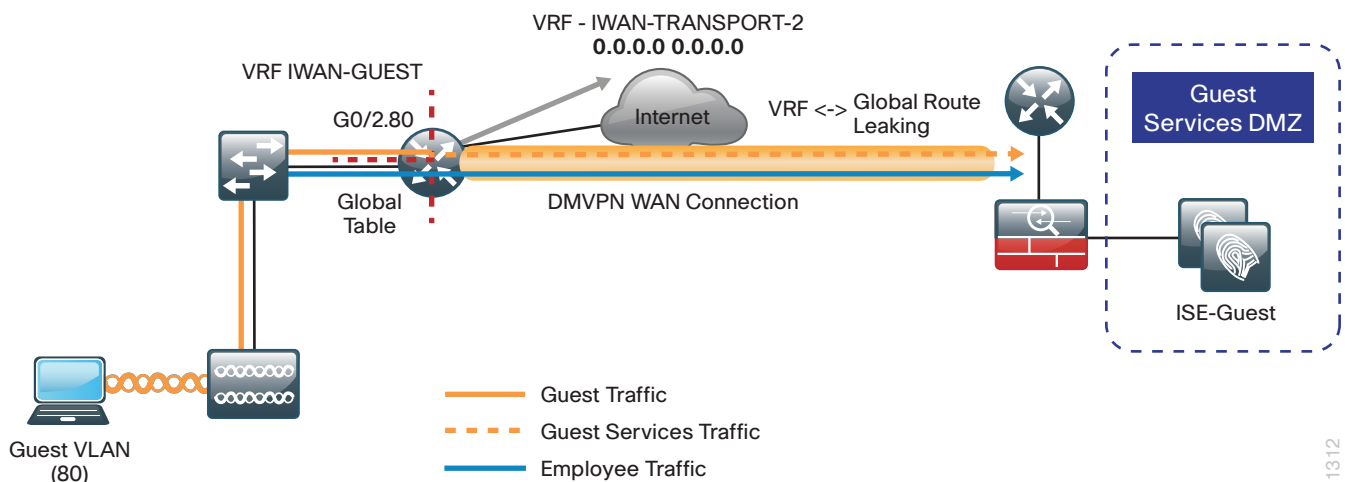 VRF - IWAN-TRANSPORT-2
0.0.0.0 0.0.0.0
VRF IWAN-GUEST
G0/2.80
Internet
VRF <-> Global Route
Leaking
Guest
Services DMZ
Global
Table
DMVPN WAN Connection
ISE-Guest
Guest VLAN
(80)
Guest Traffic
Guest Services Traffic
Employee Traffic
1312